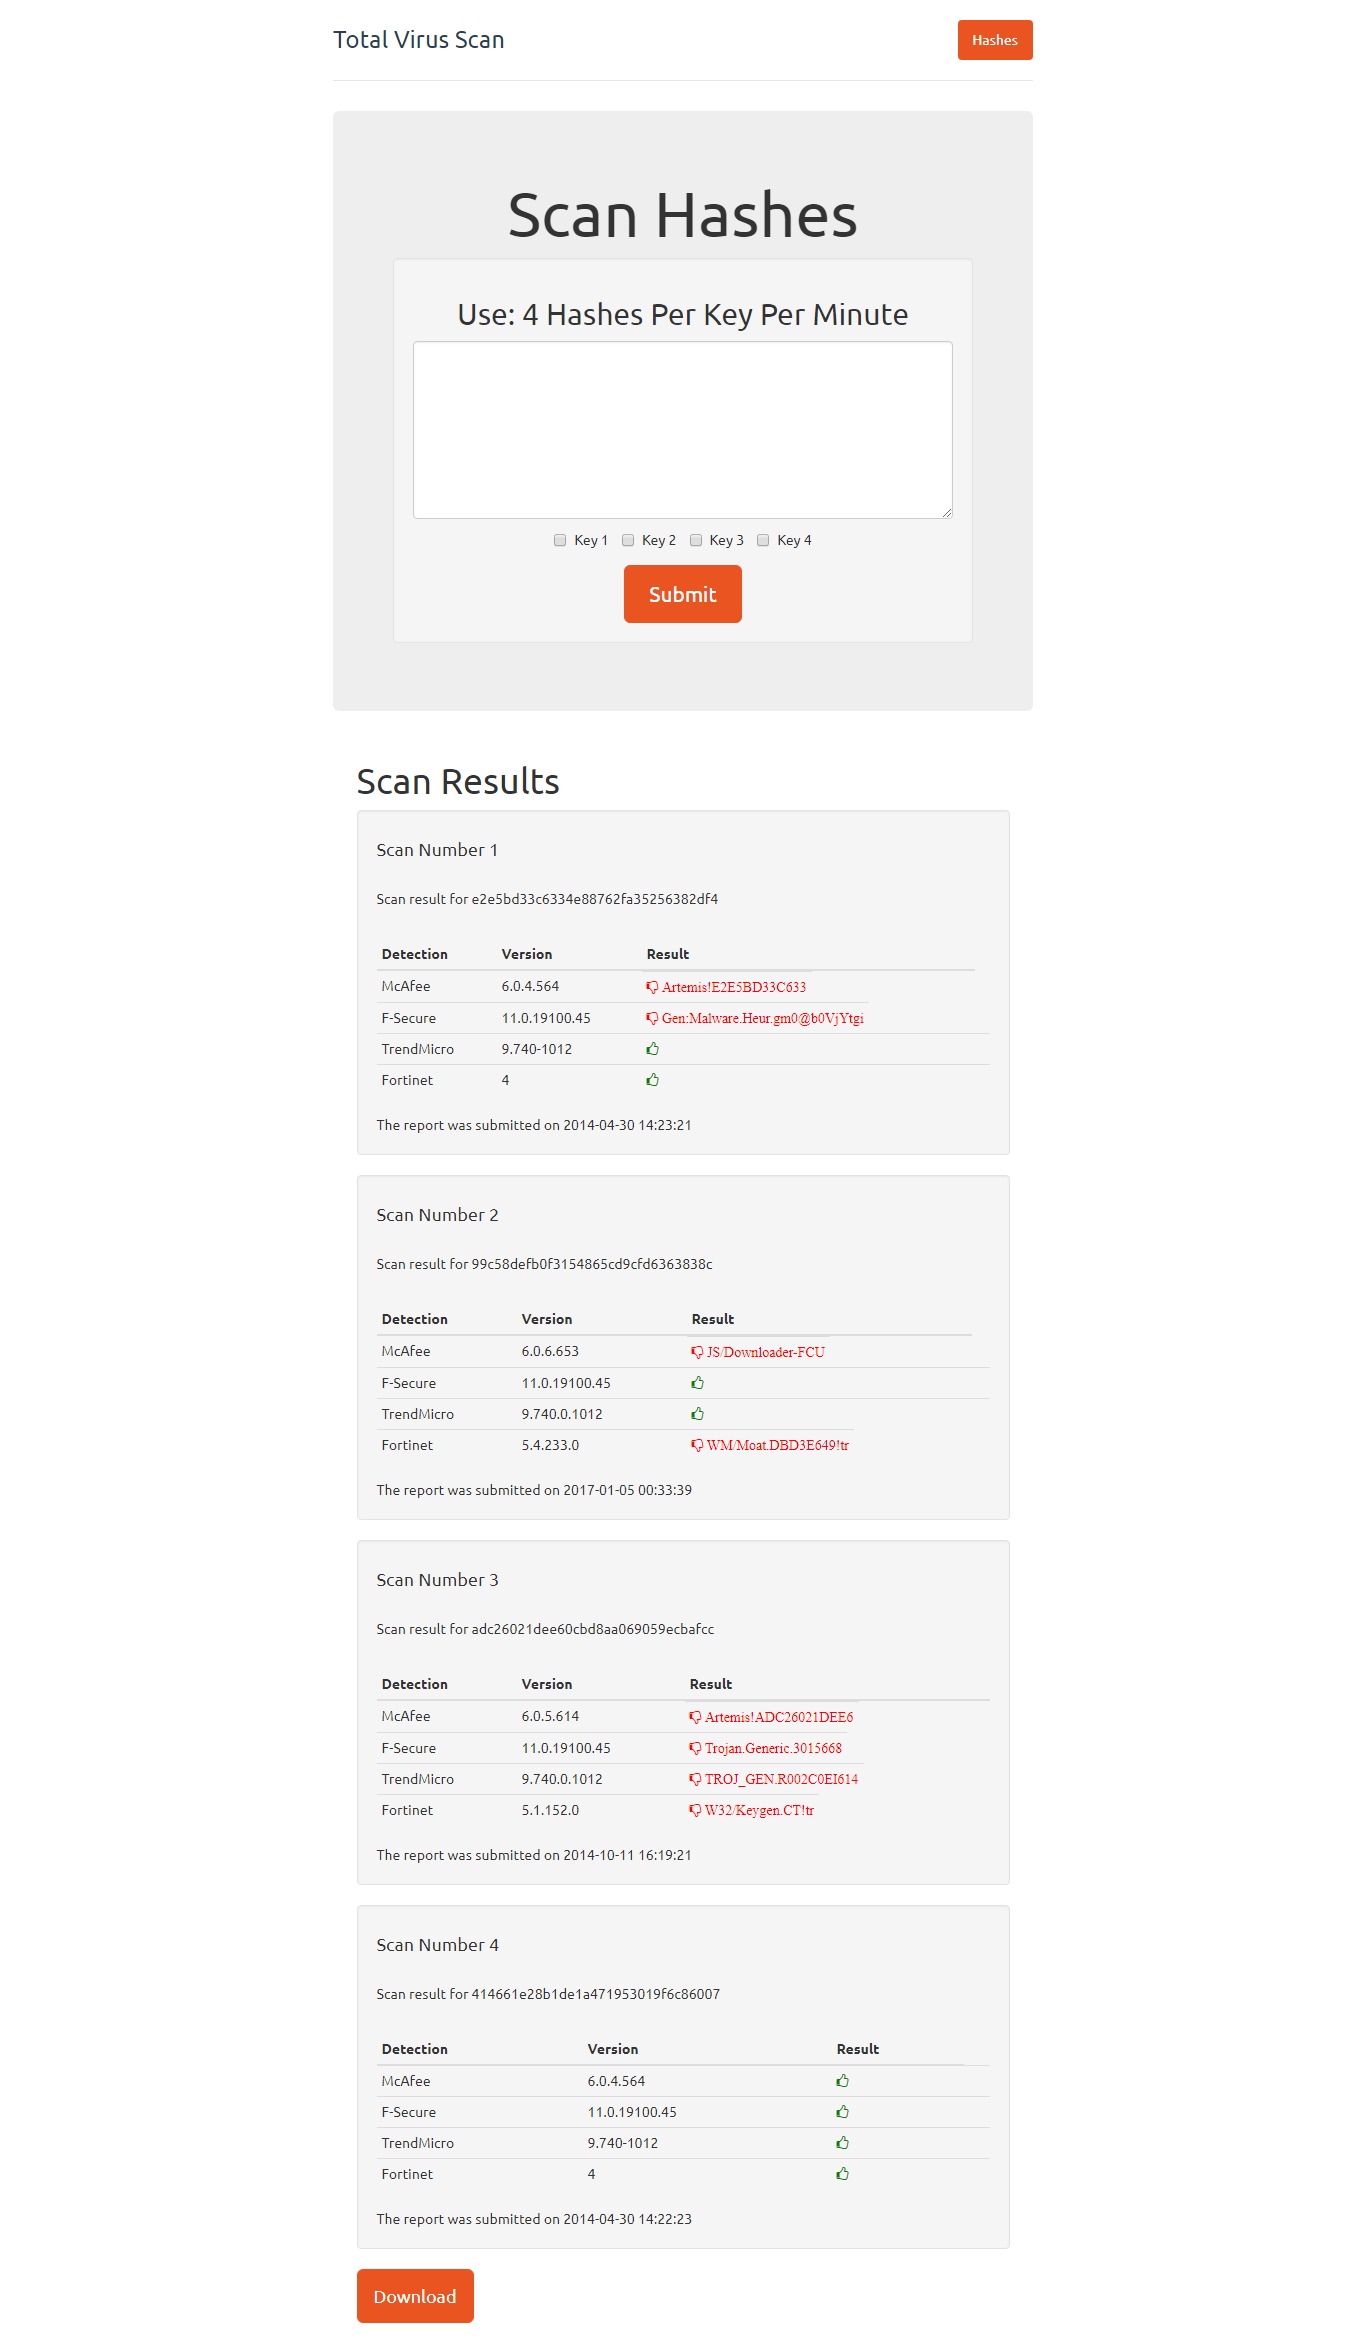 Total Virus Scan
Hashes
Scan Hashes
Use: 4 Hashes Per Key Per Minute
Key 1 Key 2 Key 3 Key 4
Submit
Scan Results
Scan Number 1
Scan result for e2e5bd33c6334e88762fa35256382df4
Detection Version Result
McAfee 6.0.4.564 Artemis!E2E5BD33C633
F-Secure 11.0.19100.45 Gen:Malware.Heur.gm0@b0VjYtgi
TrendMicro 9.740-1012
Fortinet 4
The report was submitted on 2014-04-30 14:23:21
Scan Number 2
Scan result for 99c58defb0f3154865cd9cfd6363838c
Detection Version Result
McAfee 6.0.6.653 JS/Downloader-FCU
F-Secure 11.0.19100.45
TrendMicro 9.740.0.1012
Fortinet 5.4.233.0 WM/Moat.DBD3E649!tr
The report was submitted on 2017-01-05 00:33:39
Scan Number 3
Scan result for adc26021dee60cbd8aa069059ecbafcc
Detection Version Result
McAfee 6.0.5.614 Artemis!ADC26021DEE6
F-Secure 11.0.19100.45 Trojan.Generic.3015668
TrendMicro 9.740.0.1012 TROJ_GEN.R002C0EI614
Fortinet 5.1.152.0 W32/Keygen.CT!tr
The report was submitted on 2014-10-11 16:19:21
Scan Number 4
Scan result for 414661e28b1de1a471953019f6c86007
Detection Version Result
McAfee 6.0.4.564
F-Secure 11.0.19100.45
TrendMicro 9.740-1012
Fortinet 4
The report was submitted on 2014-04-30 14:22:23
Download